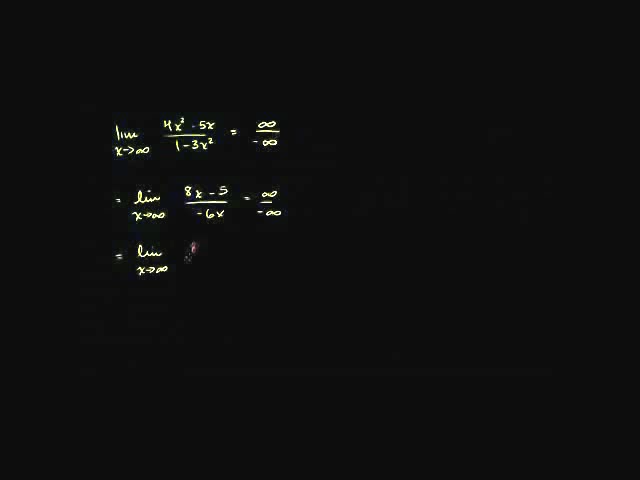 lim x→∞ 4x² - 5x / 1 - 3x² = ∞ / -∞
= lim x→∞ 8x - 5 / -6x = ∞ / -∞
= lim x→∞